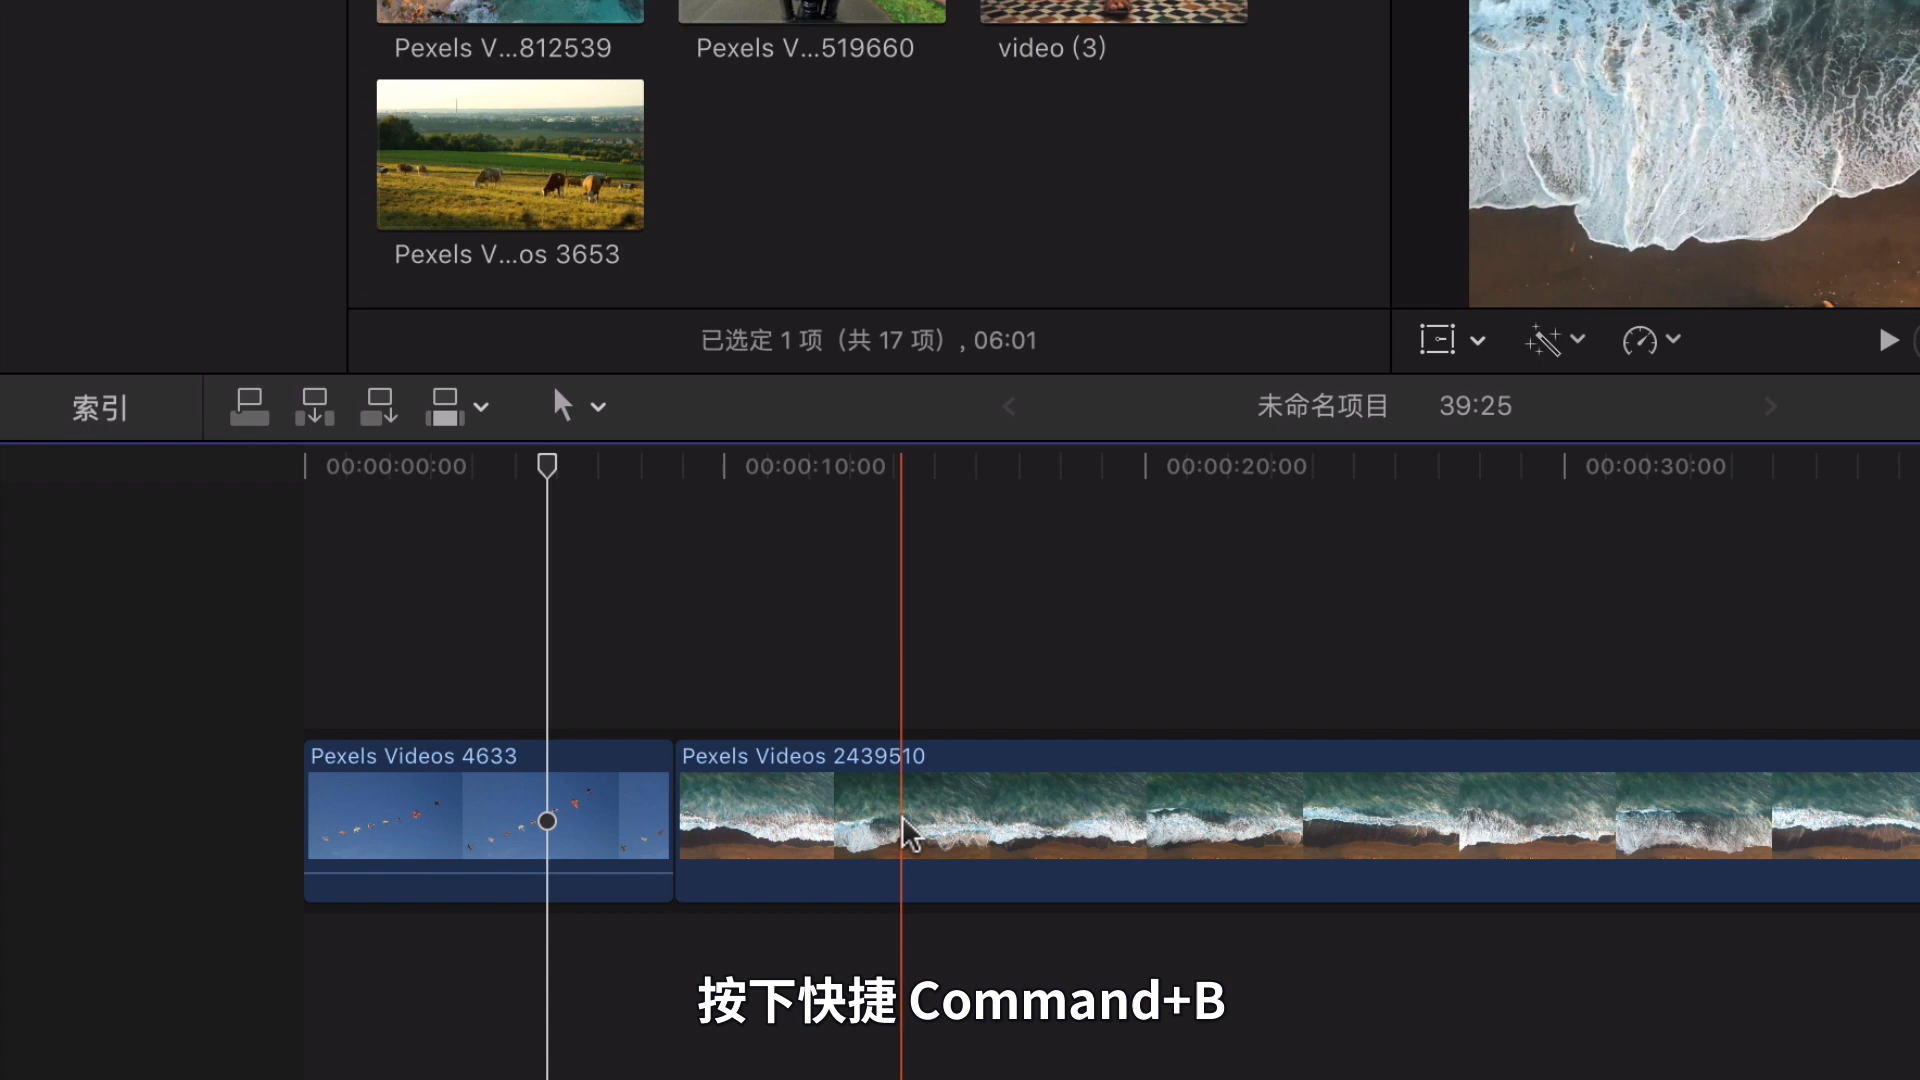 Pexels V...812539
Pexels V...519660
video (3)
Pexels V...os 3653
已选定 1 项（共 17 项）, 06:01
索引
未命名项目
39:25
00:00:00:00
00:00:10:00
00:00:20:00
00:00:30:00
Pexels Videos 4633
Pexels Videos 2439510
按下快捷 Command+B